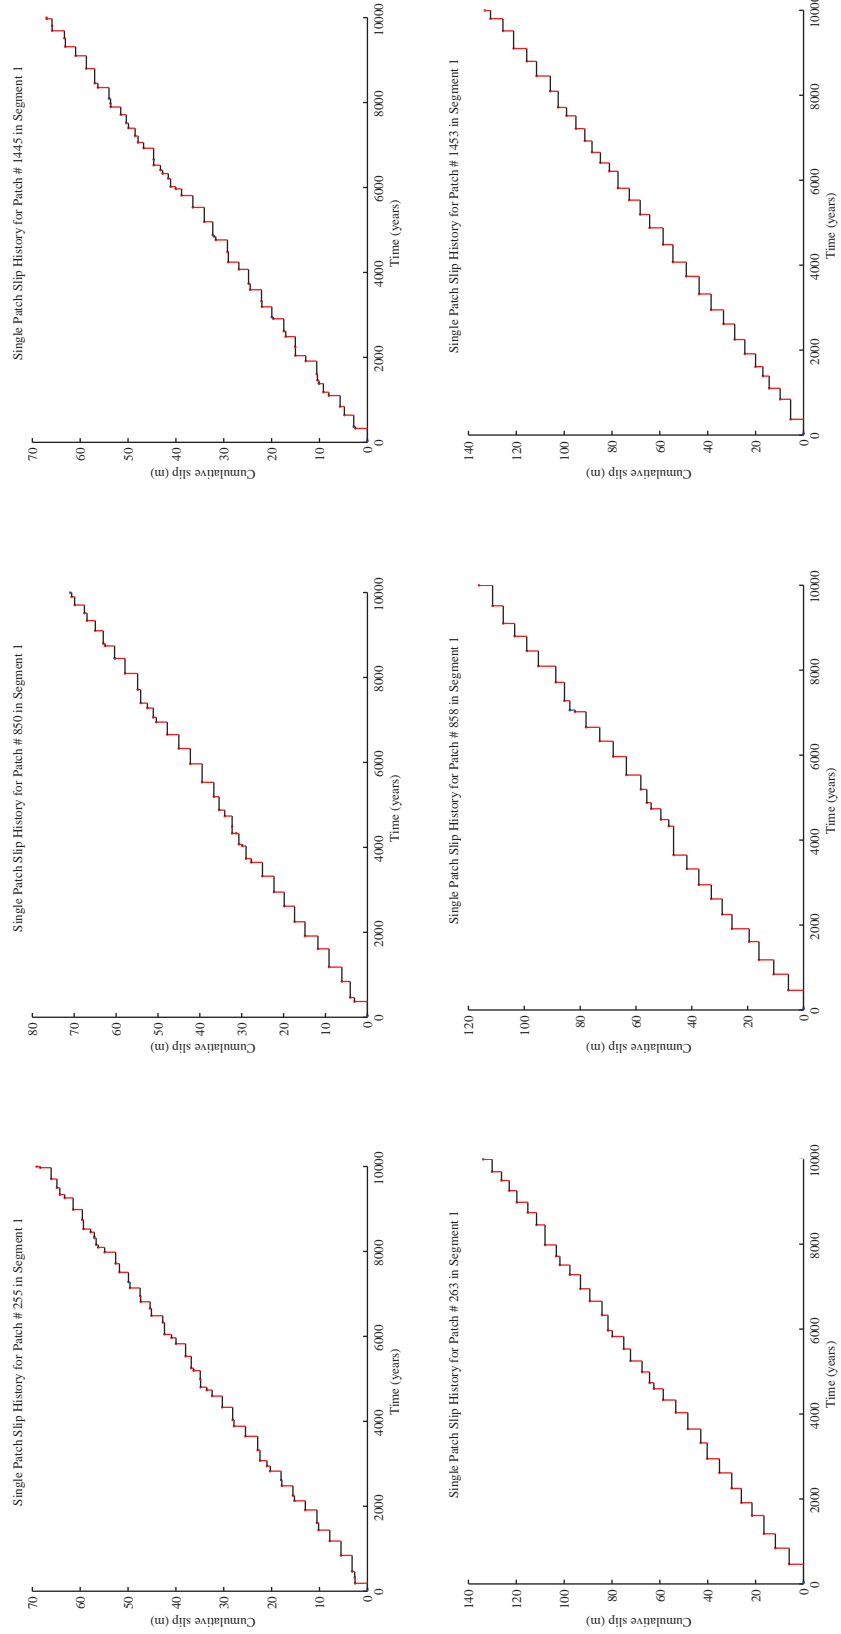 Single Patch Slip History for Patch # 255 in Segment 1
70
60
50
40
30
20
10
0
Cumulative slip (m)
0 2000 4000 6000 8000 10000
Time (years)
Single Patch Slip History for Patch # 850 in Segment 1
80
70
60
50
40
30
20
10
0
Cumulative slip (m)
0 2000 4000 6000 8000 10000
Time (years)
Single Patch Slip History for Patch # 1445 in Segment 1
70
60
50
40
30
20
10
0
Cumulative slip (m)
0 2000 4000 6000 8000 10000
Time (years)
Single Patch Slip History for Patch # 263 in Segment 1
140
120
100
80
60
40
20
0
Cumulative slip (m)
0 2000 4000 6000 8000 10000
Time (years)
Single Patch Slip History for Patch # 858 in Segment 1
120
100
80
60
40
20
0
Cumulative slip (m)
0 2000 4000 6000 8000 10000
Time (years)
Single Patch Slip History for Patch # 1453 in Segment 1
140
120
100
80
60
40
20
0
Cumulative slip (m)
0 2000 4000 6000 8000 10000
Time (years)